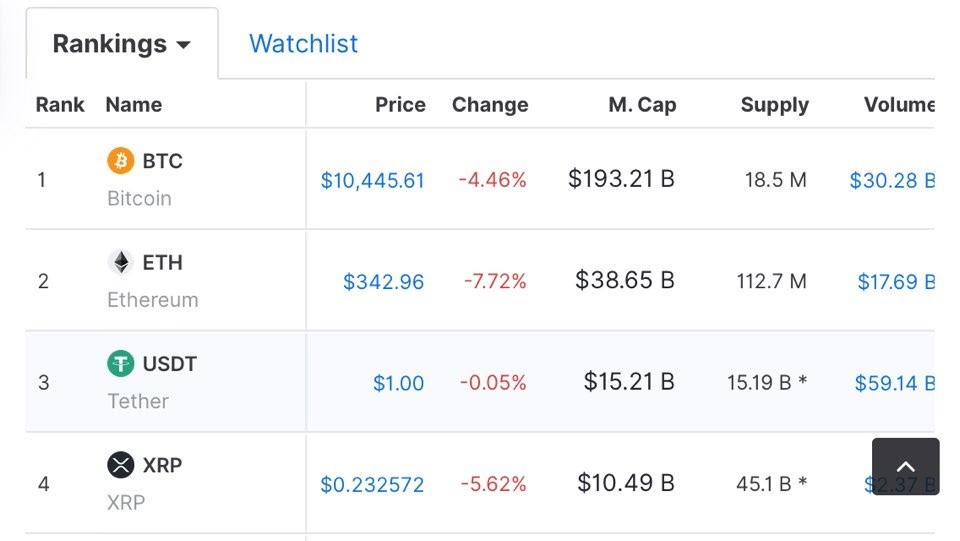 Rankings Watchlist
Rank Name Price Change M. Cap Supply Volume
BTC
1 $10,445.61 -4.46% $193.21 B 18.5 M $30.28 B
Bitcoin
ETH
2 $342.96 -7.72% $38.65 B 112.7 M $17.69 B
Ethereum
USDT
3 $1.00 -0.05% $15.21 B 15.19 B * $59.14 B
Tether
XRP
4 $0.232572 -5.62% $10.49 B 45.1 B * $2.37 B
XRP